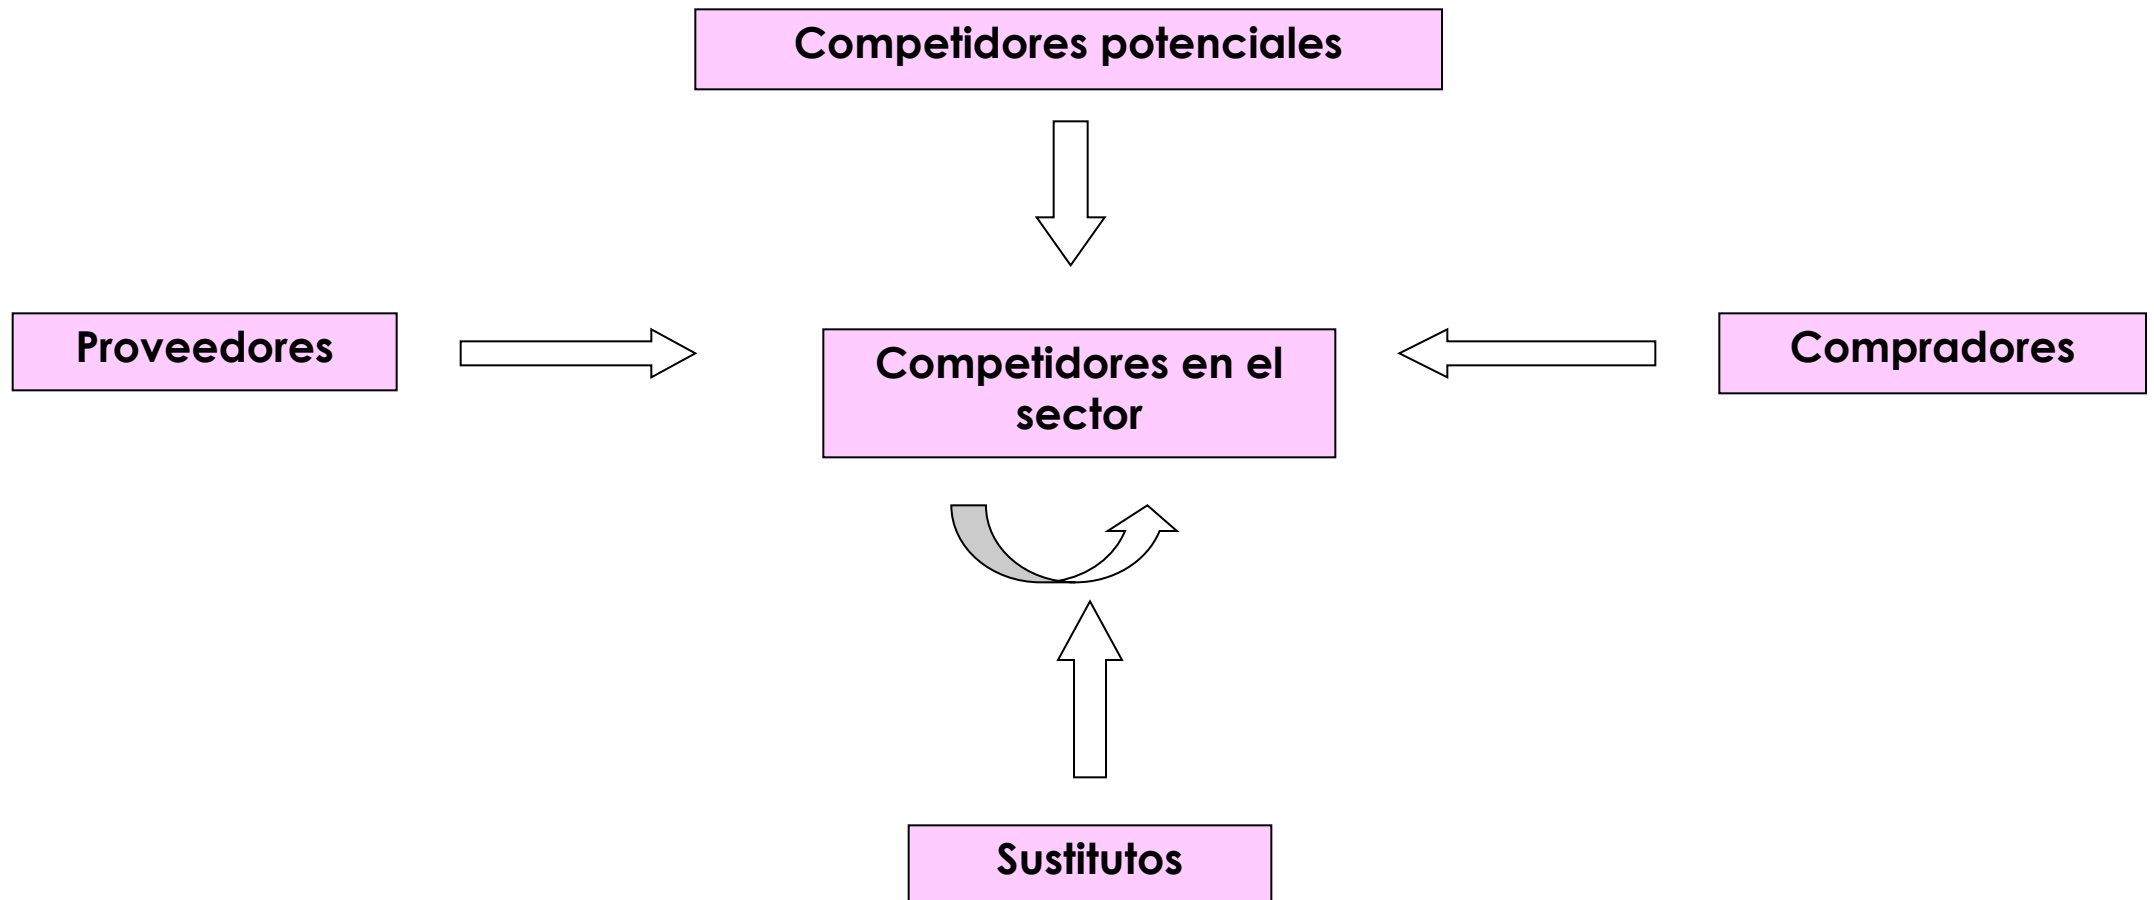 Competidores potenciales
Proveedores
Competidores en el
sector
Compradores
Sustitutos